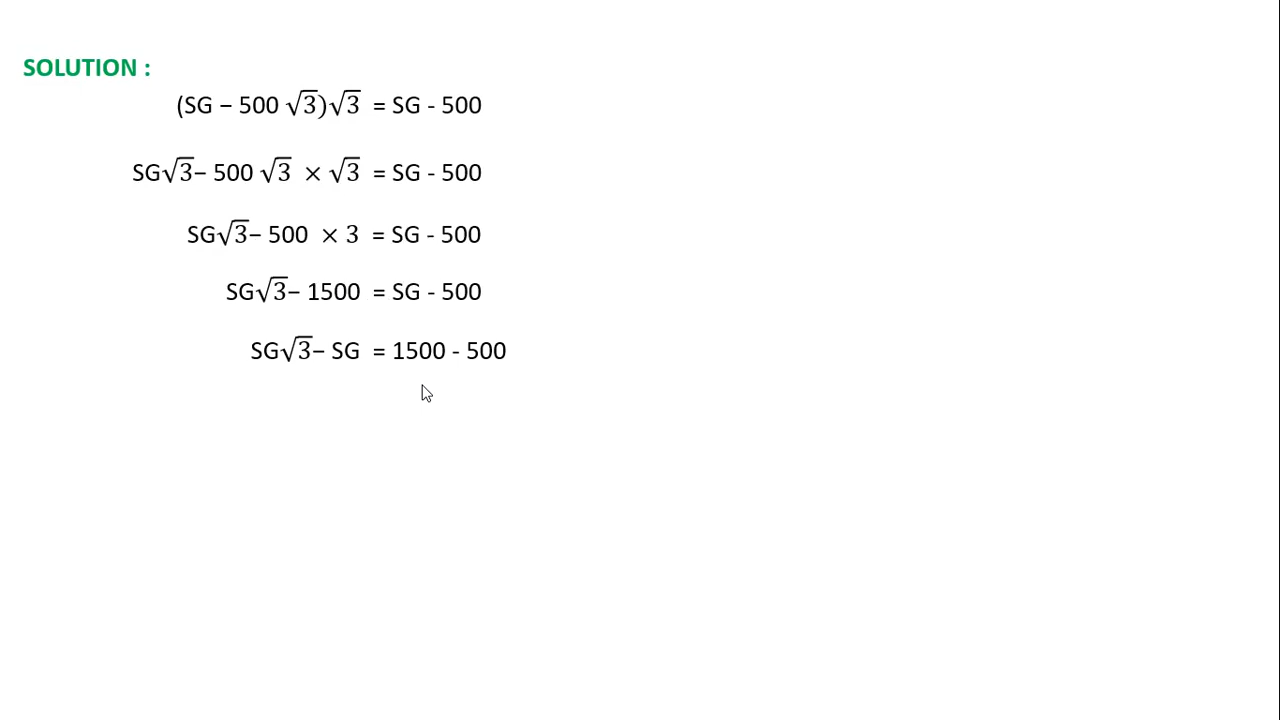 SOLUTION :
(SG – 500 √3)√3 = SG - 500
SG√3– 500 √3 × √3 = SG - 500
SG√3– 500 × 3 = SG - 500
SG√3– 1500 = SG - 500
SG√3– SG = 1500 - 500